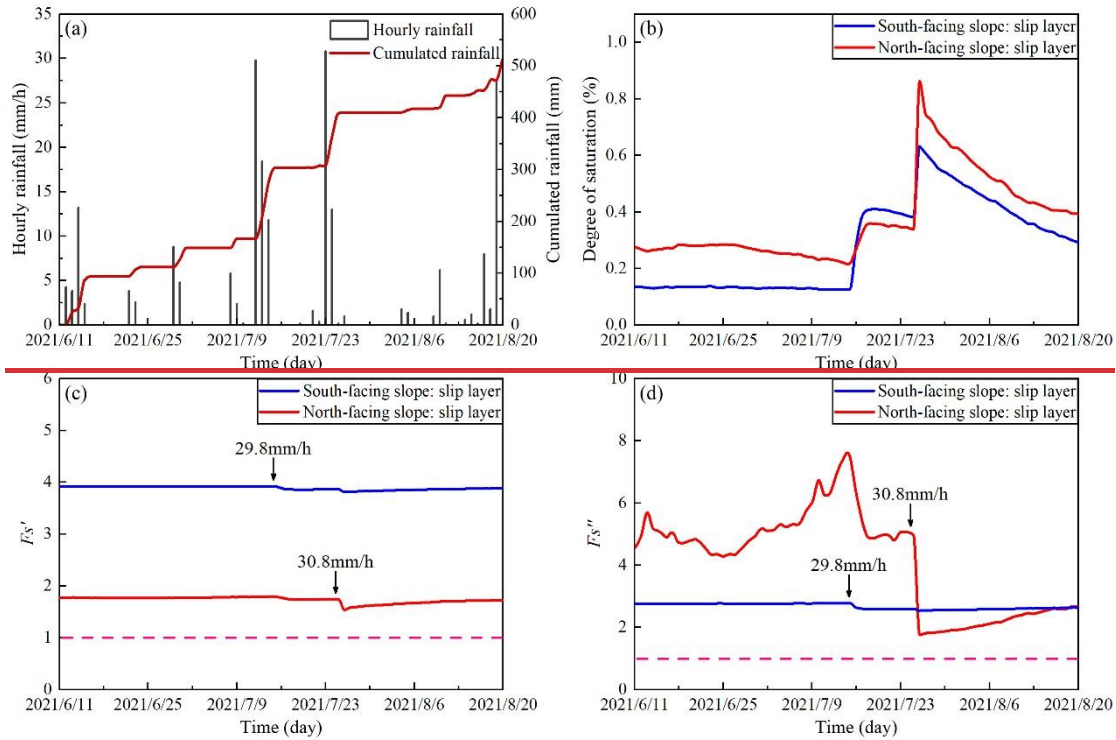 (a)
Hourly rainfall
Cumulated rainfall
Hourly rainfall (mm/h)
35
30
25
20
15
10
5
0
Cumulated rainfall (mm)
600
500
400
300
200
100
0
2021/6/11 2021/6/25 2021/7/9 2021/7/23 2021/8/6 2021/8/20
Time (day)
(b)
South-facing slope: slip layer
North-facing slope: slip layer
Degree of saturation (%)
1.0
0.8
0.6
0.4
0.2
0.0
2021/6/11 2021/6/25 2021/7/9 2021/7/23 2021/8/6 2021/8/20
Time (day)
(c)
South-facing slope: slip layer
North-facing slope: slip layer
Fs'
6
5
4
3
2
1
0
29.8mm/h
30.8mm/h
2021/6/11 2021/6/25 2021/7/9 2021/7/23 2021/8/6 2021/8/20
Time (day)
(d)
South-facing slope: slip layer
North-facing slope: slip layer
Fs"
10
8
6
4
2
0
30.8mm/h
29.8mm/h
2021/6/11 2021/6/25 2021/7/9 2021/7/23 2021/8/6 2021/8/20
Time (day)